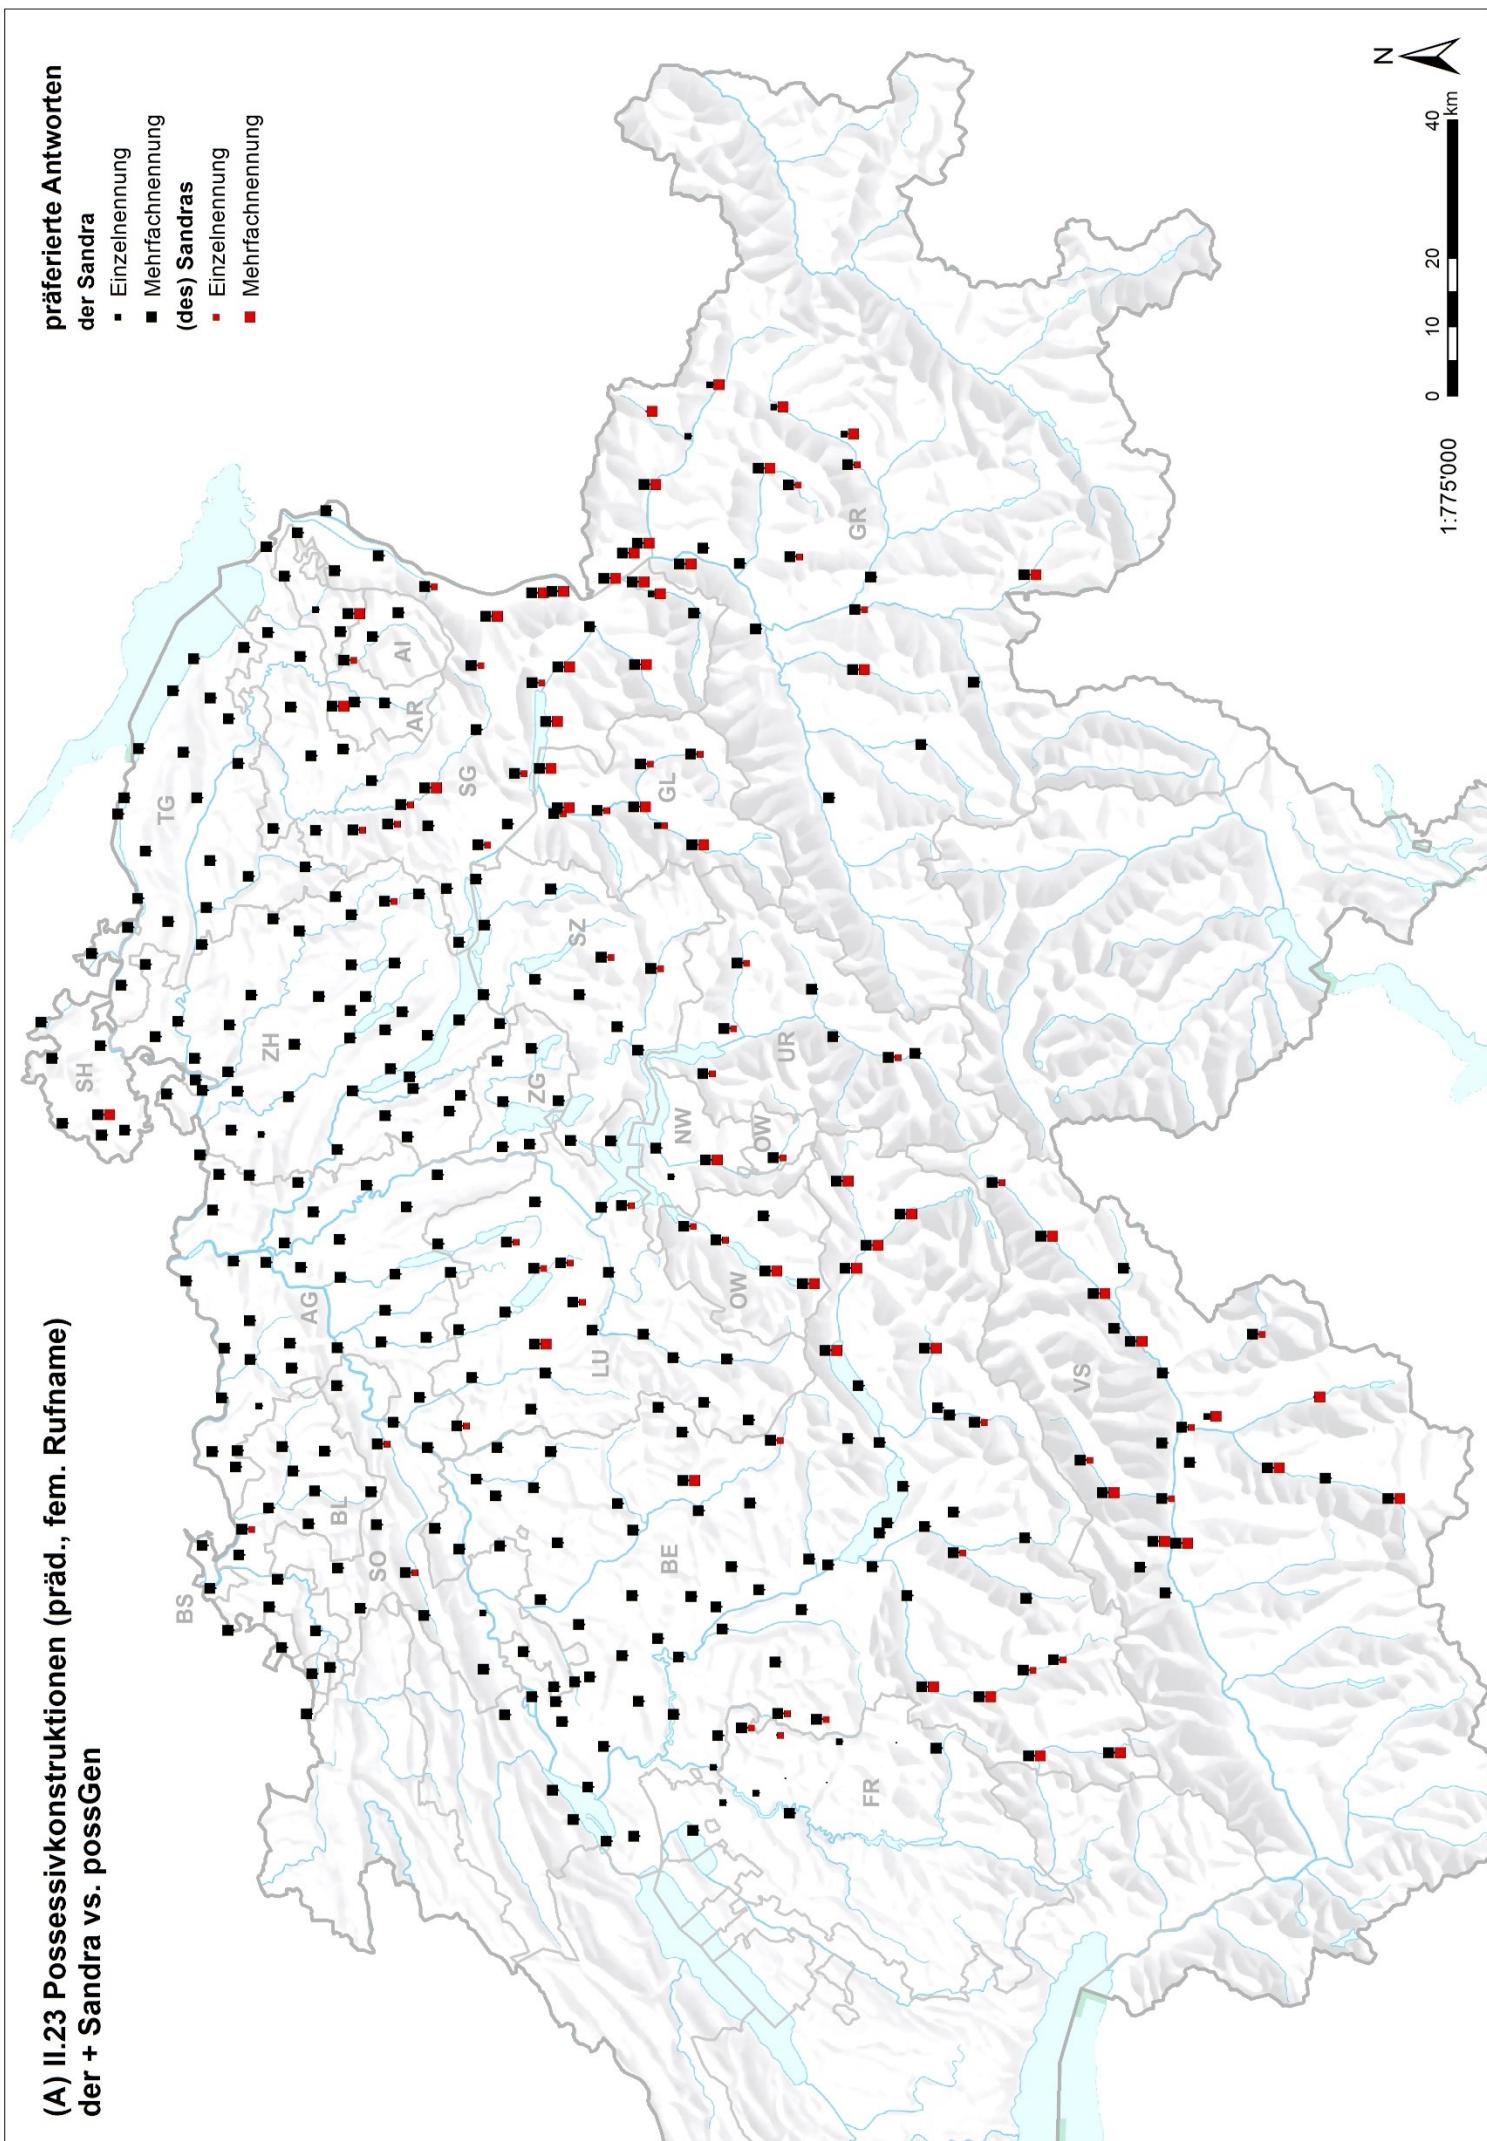 (A) II.23 Possessivkonstruktionen (präd., fem. Rufname)
der + Sandra vs. possGen
präferierte Antworten
der Sandra
Einzelnennung
Mehrfachnennung
(des) Sandras
Einzelnennung
Mehrfachnennung
SH
BS
TG
ZH
AG
BL
SO
AI
AR
SG
ZG
SZ
LU
GL
NW
OW
OW
UR
BE
FR
GR
VS
N
1:775'000
0 10 20 40
km